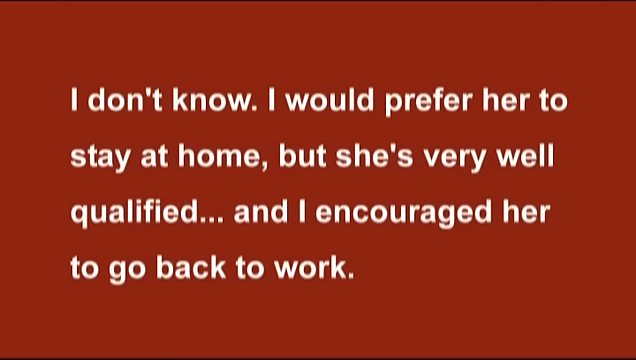 I don't know. I would prefer her to
stay at home, but she's very well
qualified... and I encouraged her
to go back to work.